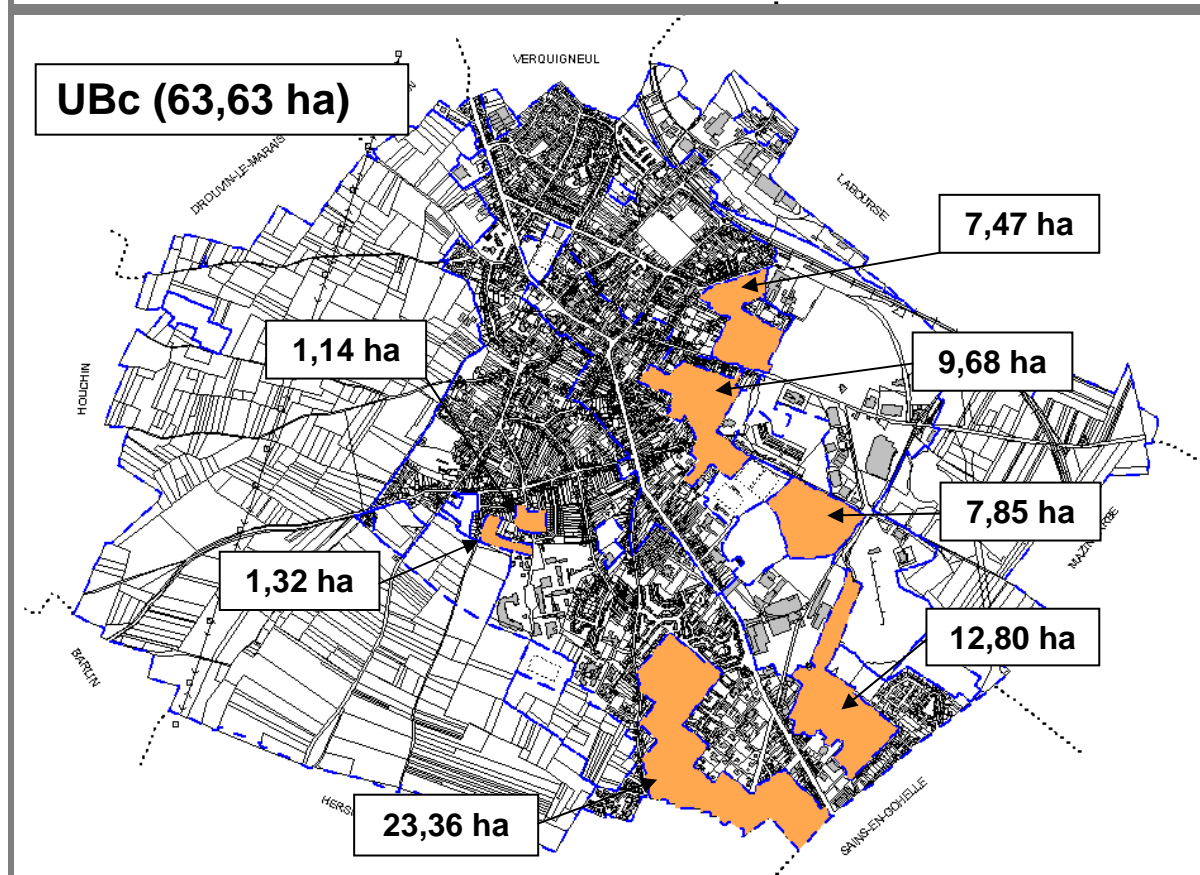 VERQUIGNEUL
UBc (63,63 ha)
DROUVIN-LE-MARAIS
LABOURSE
7,47 ha
1,14 ha
9,68 ha
HOUCHIN
7,85 ha
MAZINGARBE
1,32 ha
12,80 ha
BARLIN
23,36 ha
SAINS-EN-GOHELLE